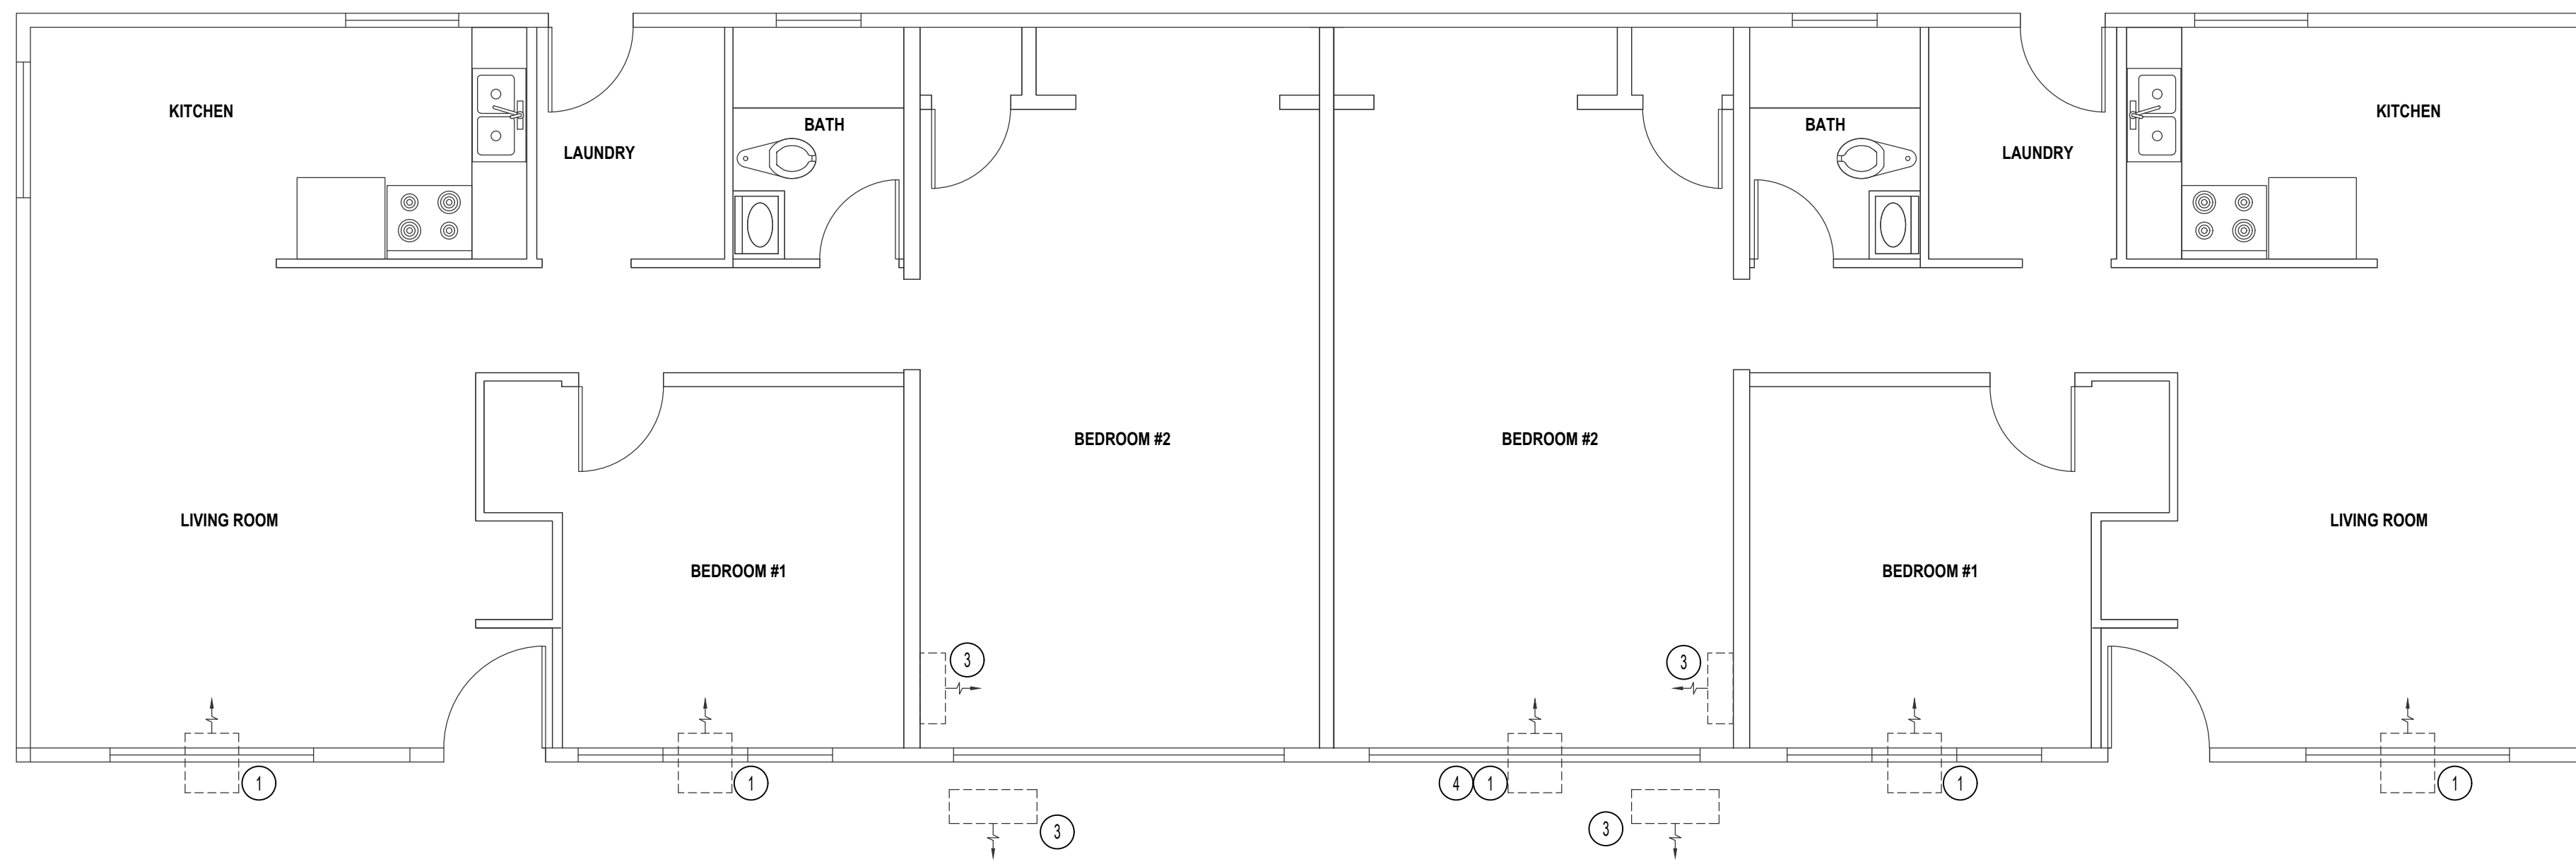 KITCHEN
KITCHEN
BATH
BATH
LAUNDRY
LAUNDRY
BEDROOM #2
BEDROOM #2
LIVING ROOM
LIVING ROOM
BEDROOM #1
BEDROOM #1
3
3
1
1
4
1
1
1
3
3